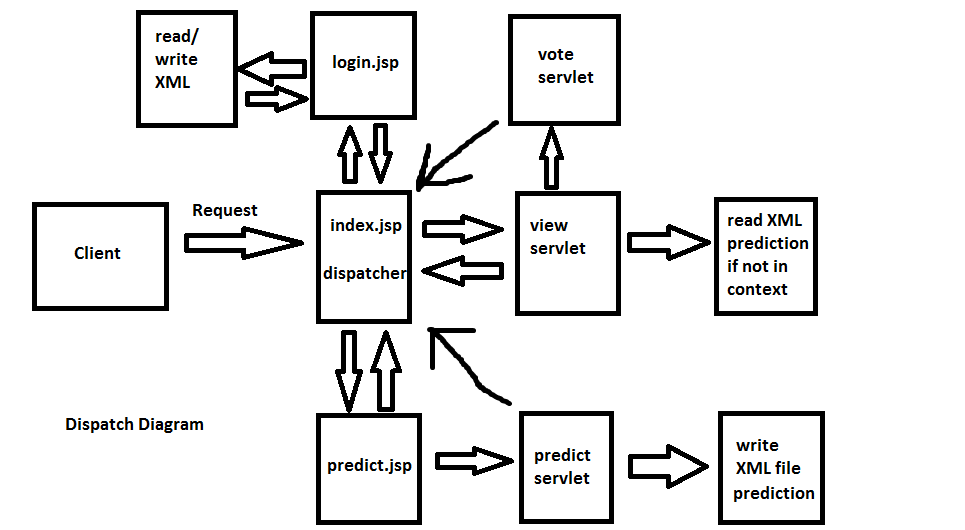 read/
write
XML
login.jsp
vote
servlet
Request
Client
index.jsp
dispatcher
view
servlet
read XML
prediction
if not in
context
Dispatch Diagram
predict.jsp
predict
servlet
write
XML file
prediction